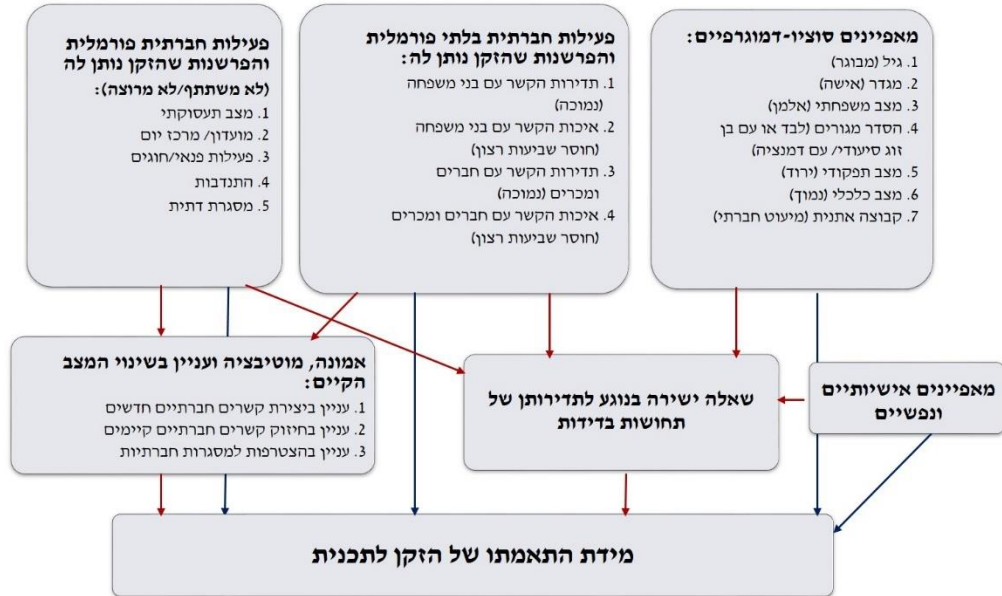 מאפיינים סוציו-דמוגרפיים:
1. גיל (מבוגר)
2. מגדר (אישה)
3. מצב משפחתי (אלמן)
4. הסדר מגורים (לבד או עם בן
זוג סיעודי/ עם דמנציה)
5. מצב תפקודי (ירוד)
6. מצב כלכלי (נמוך)
7. קבוצה אתנית (מיעוט חברתי)
פעילות חברתית בלתי פורמלית
והפרשנות שהזקן נותן לה:
1. תדירות הקשר עם בני משפחה
(נמוכה)
2. איכות הקשר עם בני משפחה
(חוסר שביעות רצון)
3. תדירות הקשר עם חברים
ומכרים (נמוכה)
4. איכות הקשר עם חברים ומכרים
(חוסר שביעות רצון)
פעילות חברתית פורמלית
והפרשנות שהזקן נותן לה
(לא משתתף/לא מרוצה):
1. מצב תעסוקתי
2. מועדון/ מרכז יום
3. פעילות פנאי/חוגים
4. התנדבות
5. מסגרת דתית
מאפיינים אישיותיים
ונפשיים
שאלה ישירה בנוגע לתדירותן של
תחושות בדידות
אמונה, מוטיבציה ועניין בשינוי המצב
הקיים:
1. עניין ביצירת קשרים חברתיים חדשים
2. עניין בחיזוק קשרים חברתיים קיימים
3. עניין בהצטרפות למסגרות חברתיות
מידת התאמתו של הזקן לתכנית